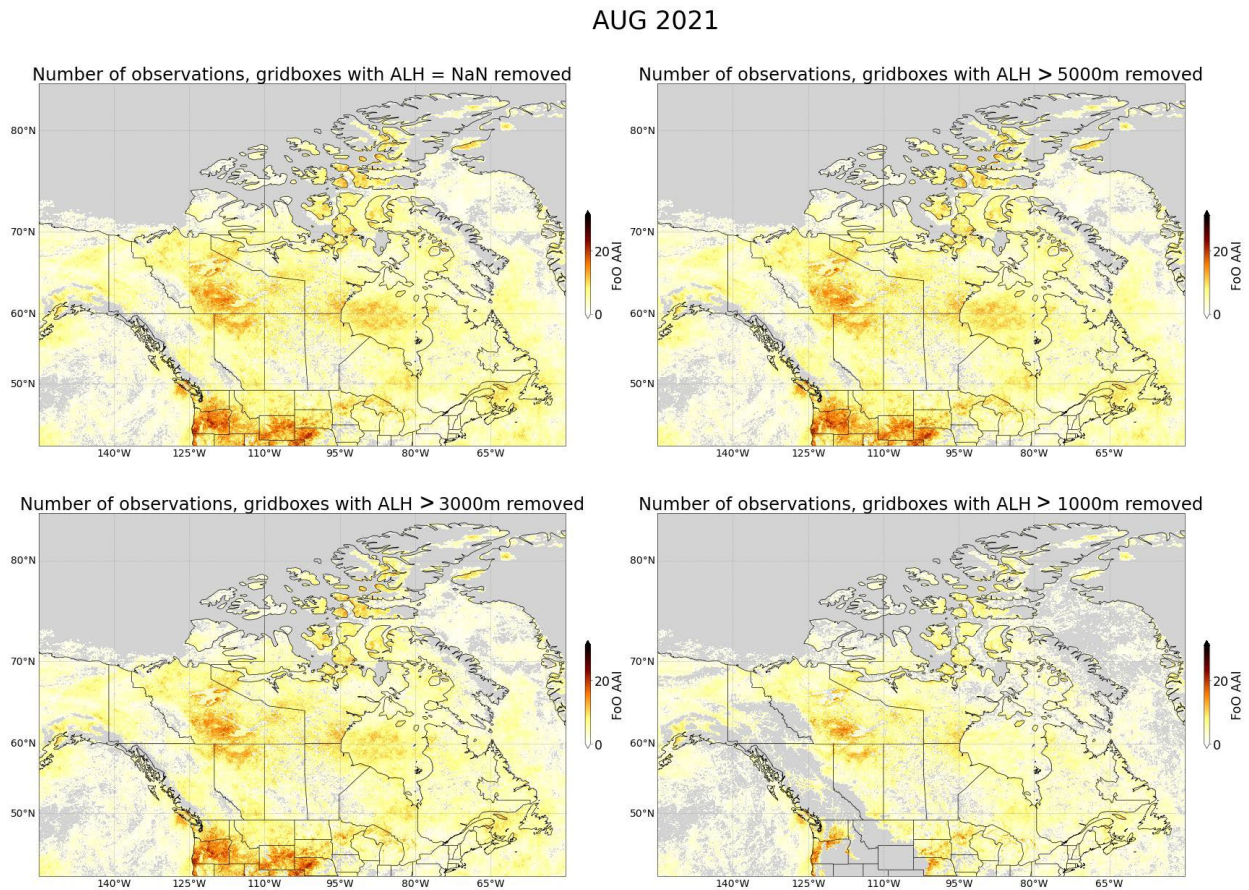 AUG 2021
Number of observations, gridboxes with ALH = NaN removed
80°N
70°N
60°N
50°N
140°W 125°W 110°W 95°W 80°W 65°W
20
0
FoO AAI
Number of observations, gridboxes with ALH > 5000m removed
80°N
70°N
60°N
50°N
140°W 125°W 110°W 95°W 80°W 65°W
20
0
FoO AAI
Number of observations, gridboxes with ALH > 3000m removed
80°N
70°N
60°N
50°N
140°W 125°W 110°W 95°W 80°W 65°W
20
0
FoO AAI
Number of observations, gridboxes with ALH > 1000m removed
80°N
70°N
60°N
50°N
140°W 125°W 110°W 95°W 80°W 65°W
20
0
FoO AAI